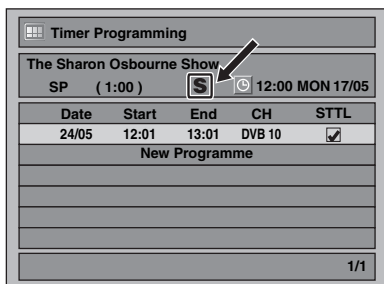 Timer Programming
The Sharon Osbourne Show
SP ( 1:00 ) S 12:00 MON 17/05
Date Start End CH STTL
24/05 12:01 13:01 DVB 10
New Programme
1/1